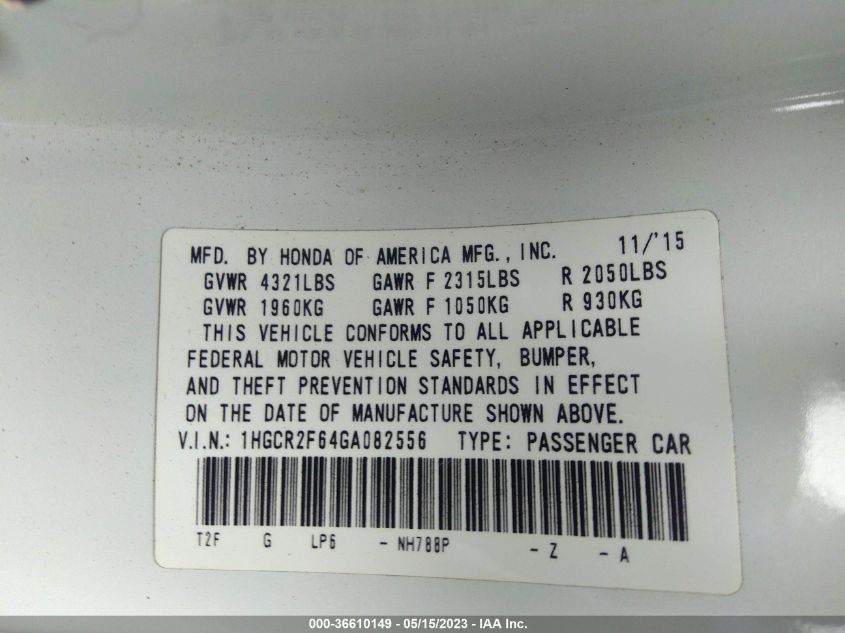 MFD. BY HONDA OF AMERICA MFG., INC. 11/'15
GVWR 4321LBS GAWR F 2315LBS R 2050LBS
GVWR 1960KG GAWR F 1050KG R 930KG
THIS VEHICLE CONFORMS TO ALL APPLICABLE
FEDERAL MOTOR VEHICLE SAFETY, BUMPER,
AND THEFT PREVENTION STANDARDS IN EFFECT
ON THE DATE OF MANUFACTURE SHOWN ABOVE.
V.I.N.: 1HGCR2F64GA082556 TYPE: PASSENGER CAR
T2F G LP6 - NH788P - Z - A
000-36610149 - 05/15/2023 - IAA Inc.